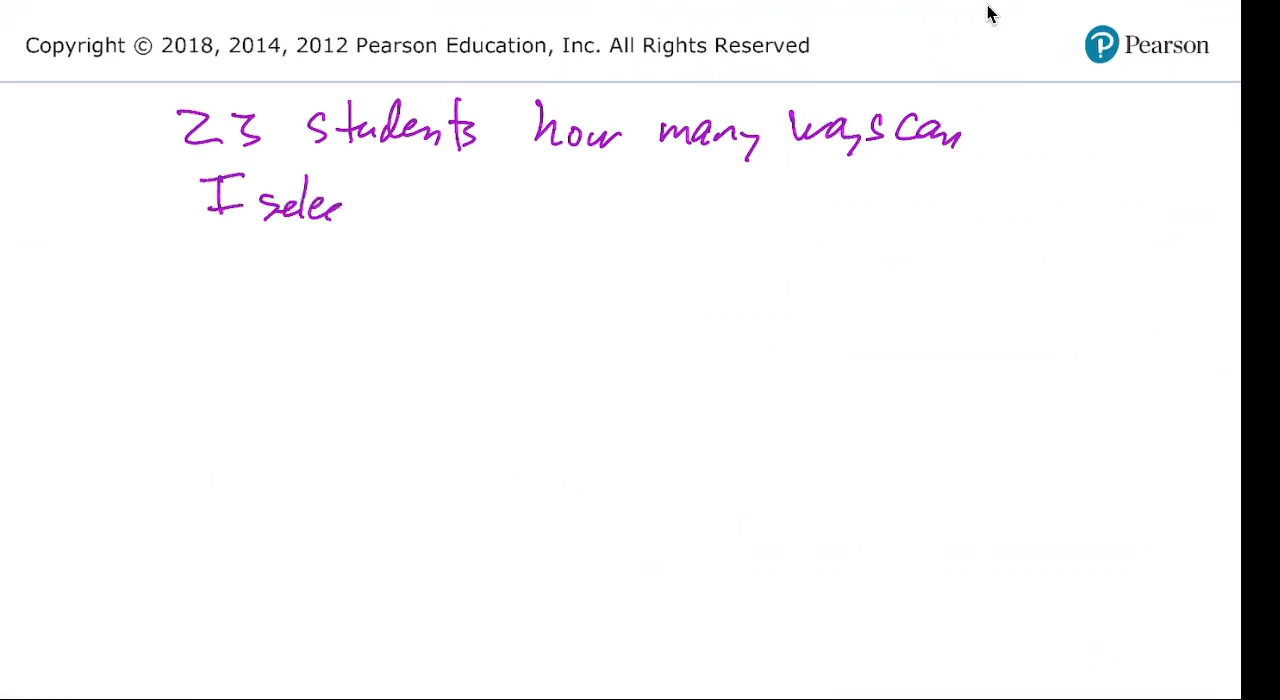 Copyright © 2018, 2014, 2012 Pearson Education, Inc. All Rights Reserved
Pearson
23 students how many ways can
I selec